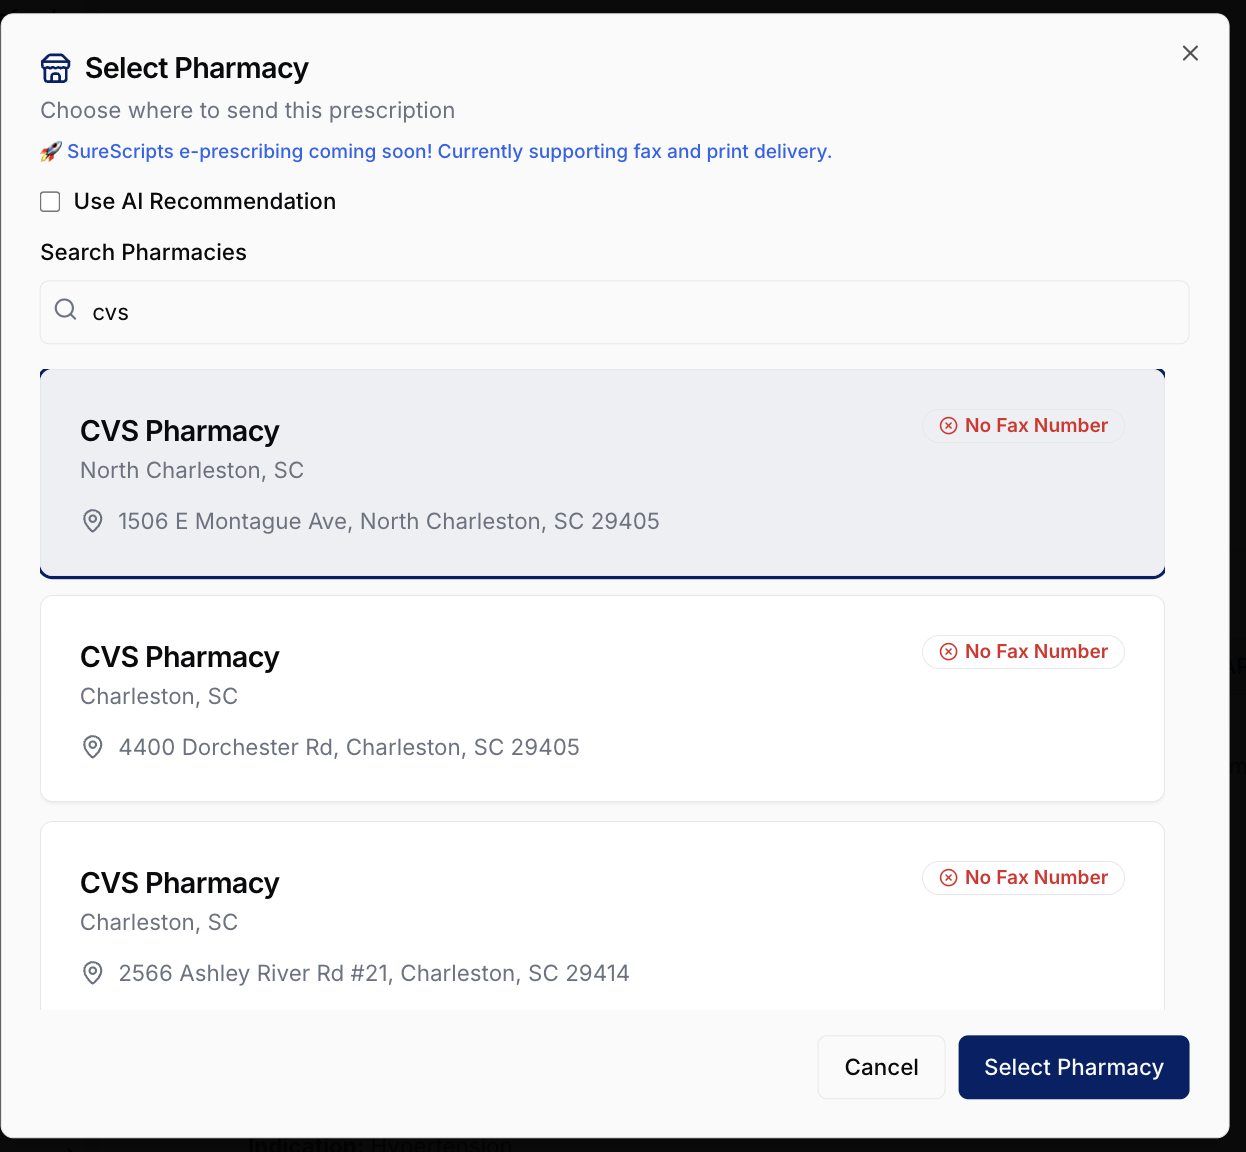 Select Pharmacy
Choose where to send this prescription
🚀 SureScripts e-prescribing coming soon! Currently supporting fax and print delivery.
Use AI Recommendation
Search Pharmacies
cvs
CVS Pharmacy
No Fax Number
North Charleston, SC
1506 E Montague Ave, North Charleston, SC 29405
CVS Pharmacy
No Fax Number
Charleston, SC
4400 Dorchester Rd, Charleston, SC 29405
CVS Pharmacy
No Fax Number
Charleston, SC
2566 Ashley River Rd #21, Charleston, SC 29414
Cancel
Select Pharmacy
Indication: Hypertension